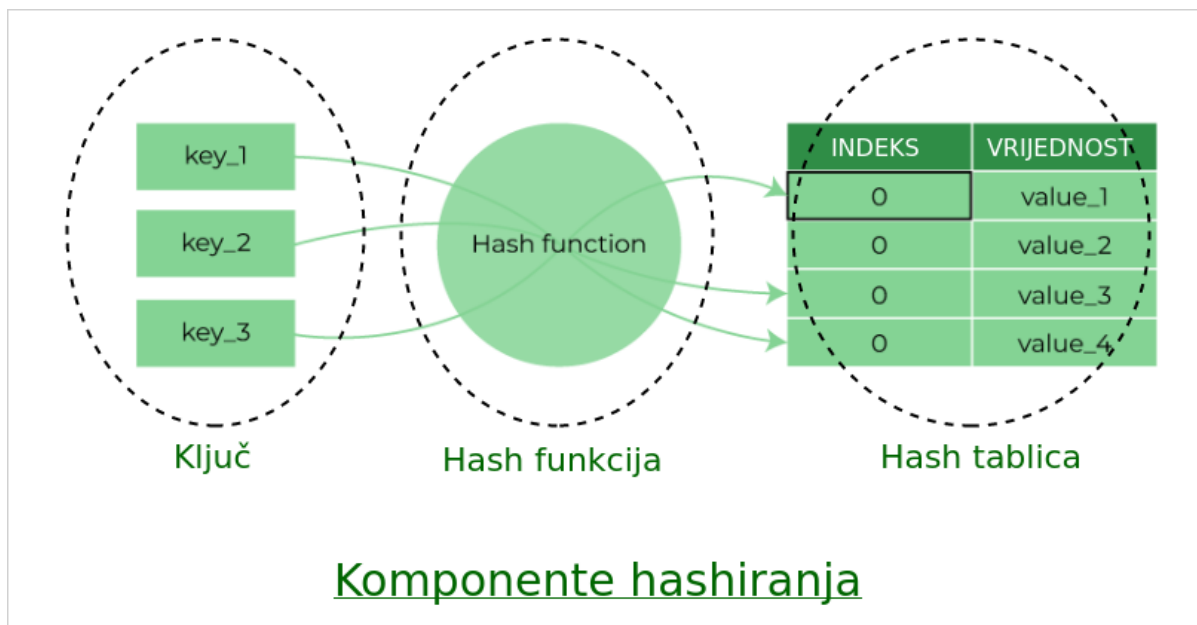 key_1
key_2
key_3
Hash function
INDEKS VRIJEDNOST
0 value_1
0 value_2
0 value_3
0 value_4
Ključ
Hash funkcija
Hash tablica
Komponente hashiranja